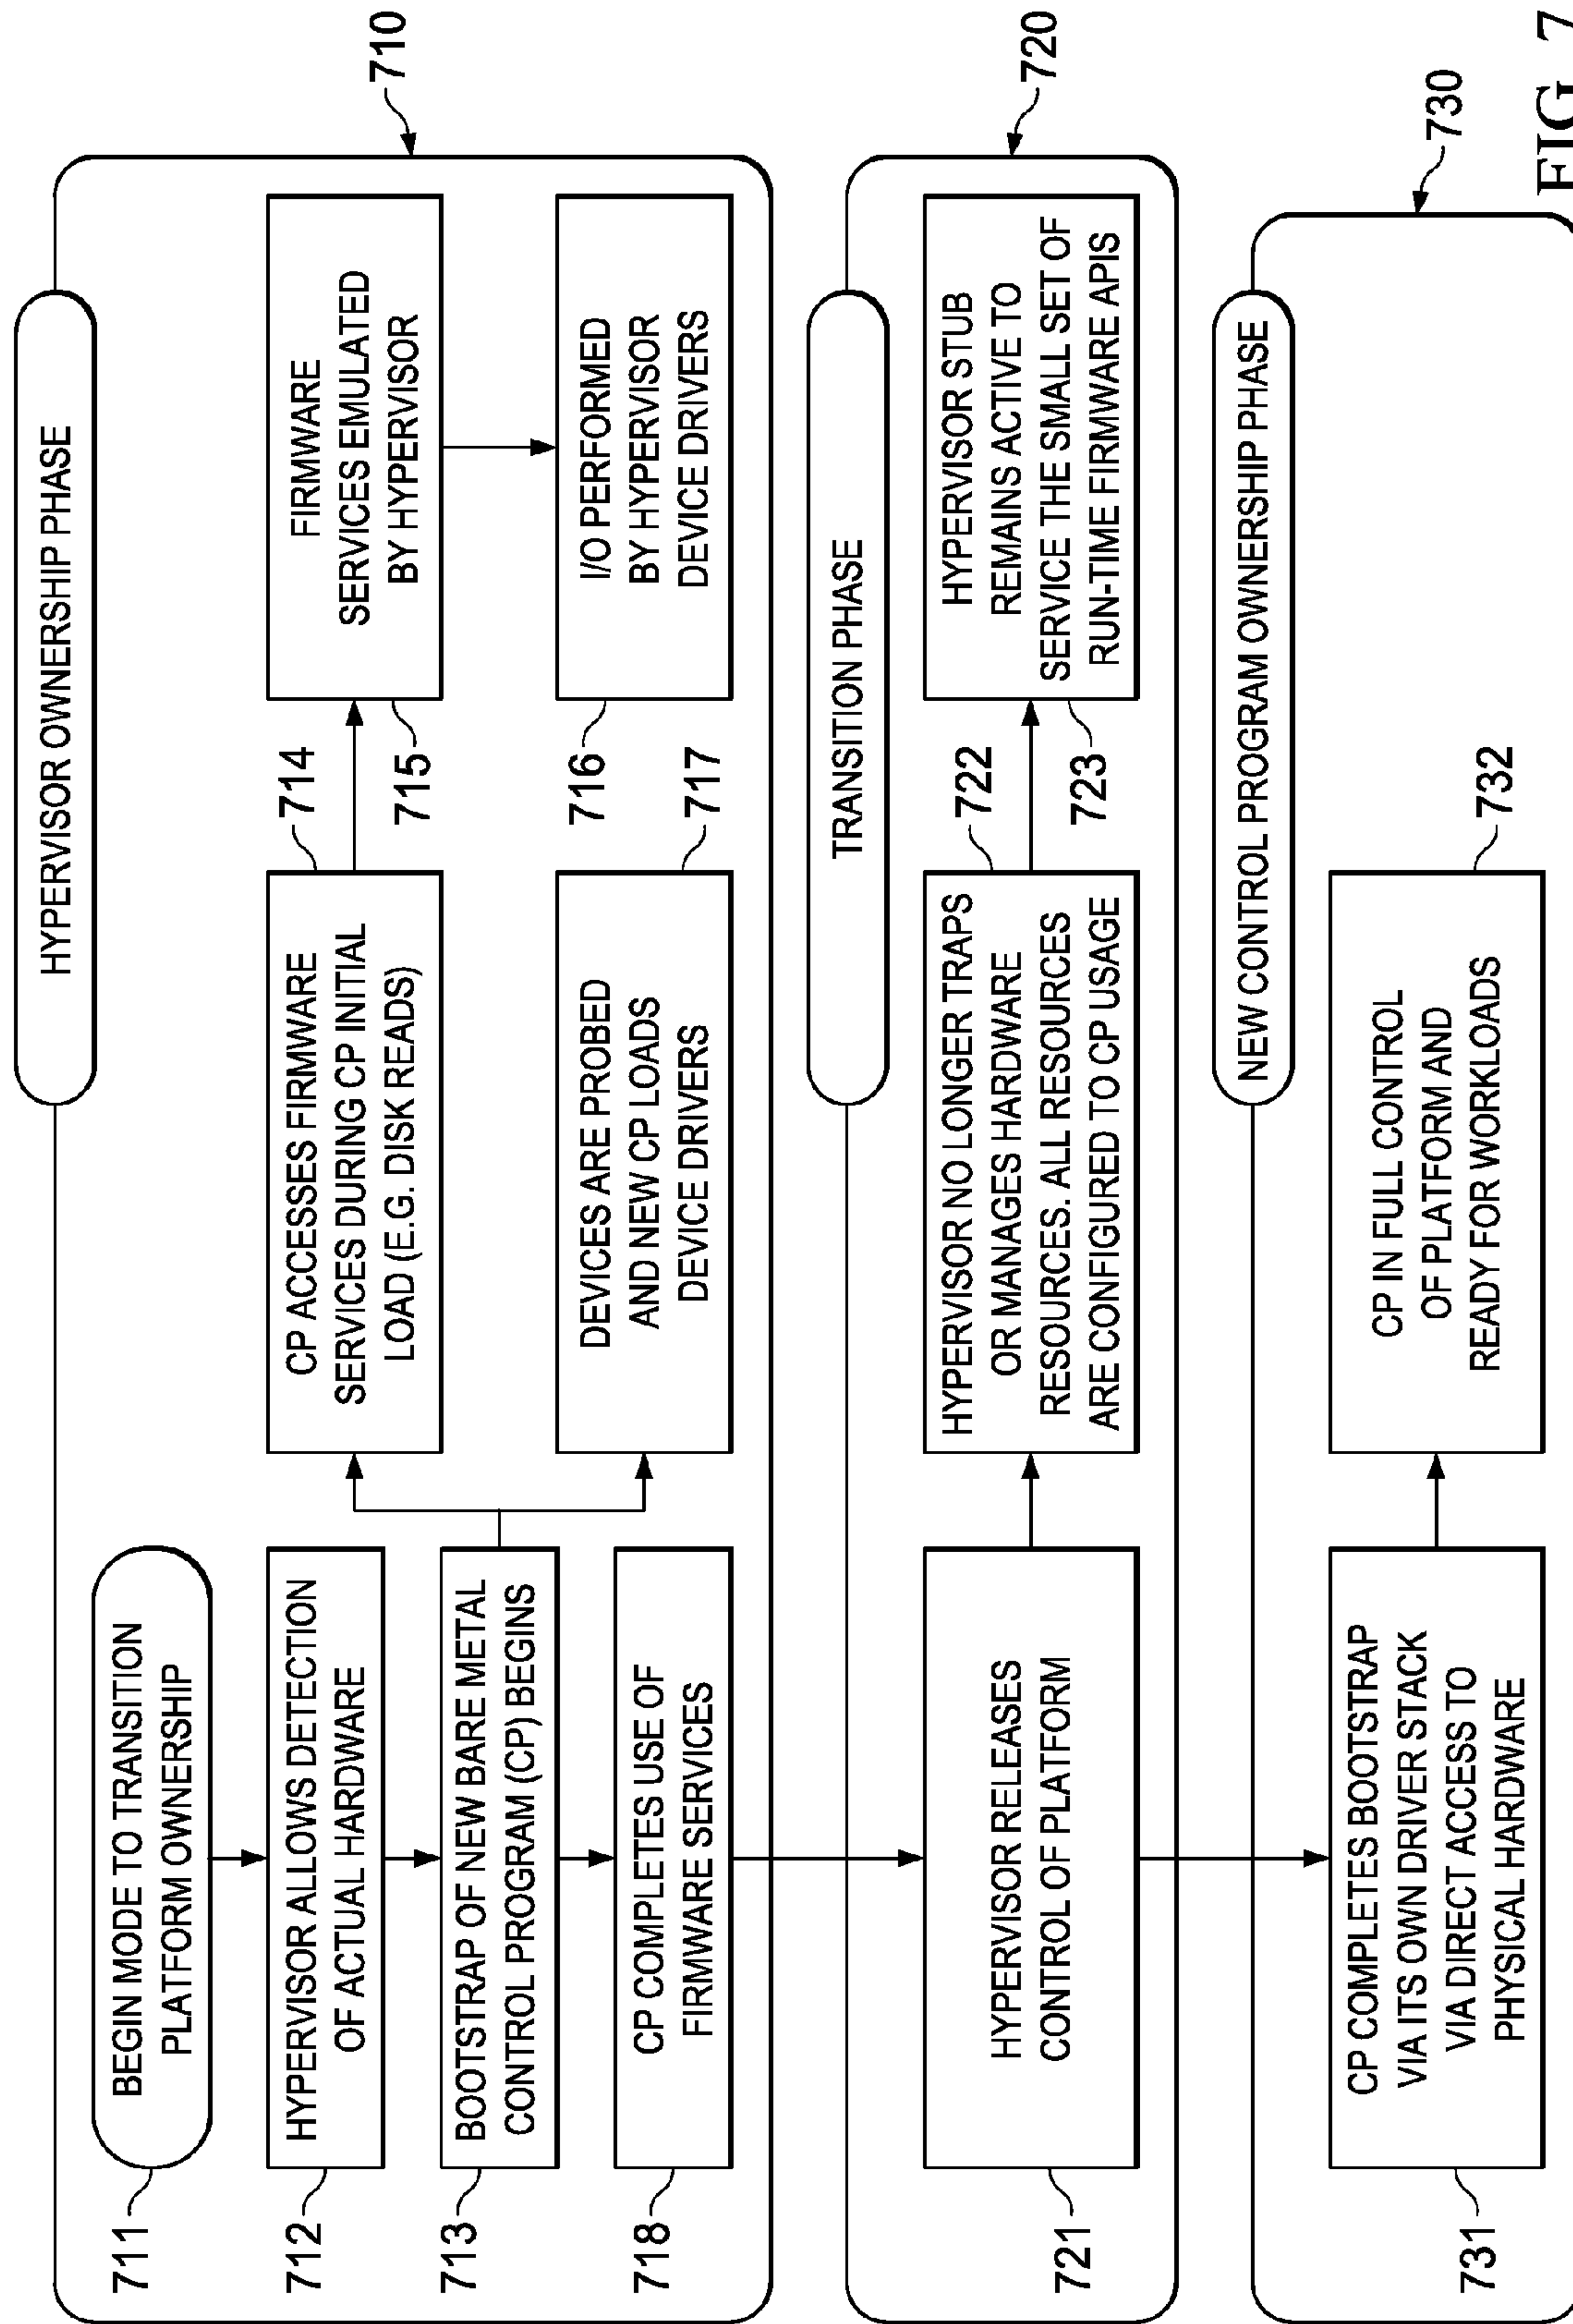 HYPERVISOR OWNERSHIP PHASE
710
711
BEGIN MODE TO TRANSITION
PLATFORM OWNERSHIP
712
HYPERVISOR ALLOWS DETECTION
OF ACTUAL HARDWARE
713
BOOTSTRAP OF NEW BARE METAL
CONTROL PROGRAM (CP) BEGINS
718
CP COMPLETES USE OF
FIRMWARE SERVICES
714
CP ACCESSES FIRMWARE
SERVICES DURING CP INITIAL
LOAD (E.G. DISK READS)
715
FIRMWARE
SERVICES EMULATED
BY HYPERVISOR
716
I/O PERFORMED
BY HYPERVISOR
DEVICE DRIVERS
717
DEVICES ARE PROBED
AND NEW CP LOADS
DEVICE DRIVERS
TRANSITION PHASE
720
721
HYPERVISOR RELEASES
CONTROL OF PLATFORM
722
HYPERVISOR NO LONGER TRAPS
OR MANAGES HARDWARE
RESOURCES. ALL RESOURCES
ARE CONFIGURED TO CP USAGE
723
HYPERVISOR STUB
REMAINS ACTIVE TO
SERVICE THE SMALL SET OF
RUN-TIME FIRMWARE APIS
NEW CONTROL PROGRAM OWNERSHIP PHASE
730
731
CP COMPLETES BOOTSTRAP
VIA ITS OWN DRIVER STACK
VIA DIRECT ACCESS TO
PHYSICAL HARDWARE
732
CP IN FULL CONTROL
OF PLATFORM AND
READY FOR WORKLOADS
FIG. 7